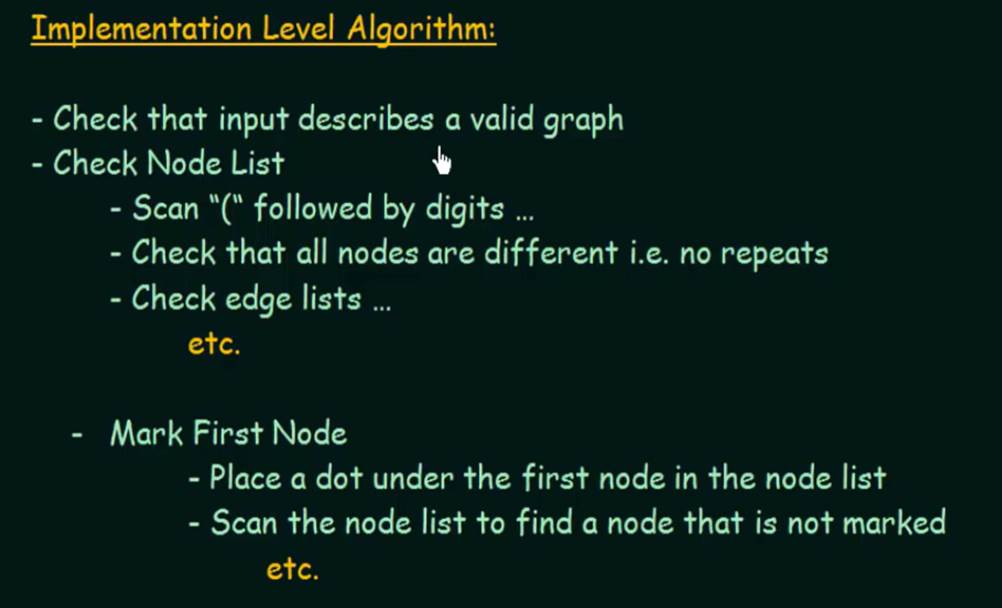 Implementation Level Algorithm:
- Check that input describes a valid graph
- Check Node List
- Scan "(" followed by digits ...
- Check that all nodes are different i.e. no repeats
- Check edge lists ...
etc.
- Mark First Node
- Place a dot under the first node in the node list
- Scan the node list to find a node that is not marked
etc.